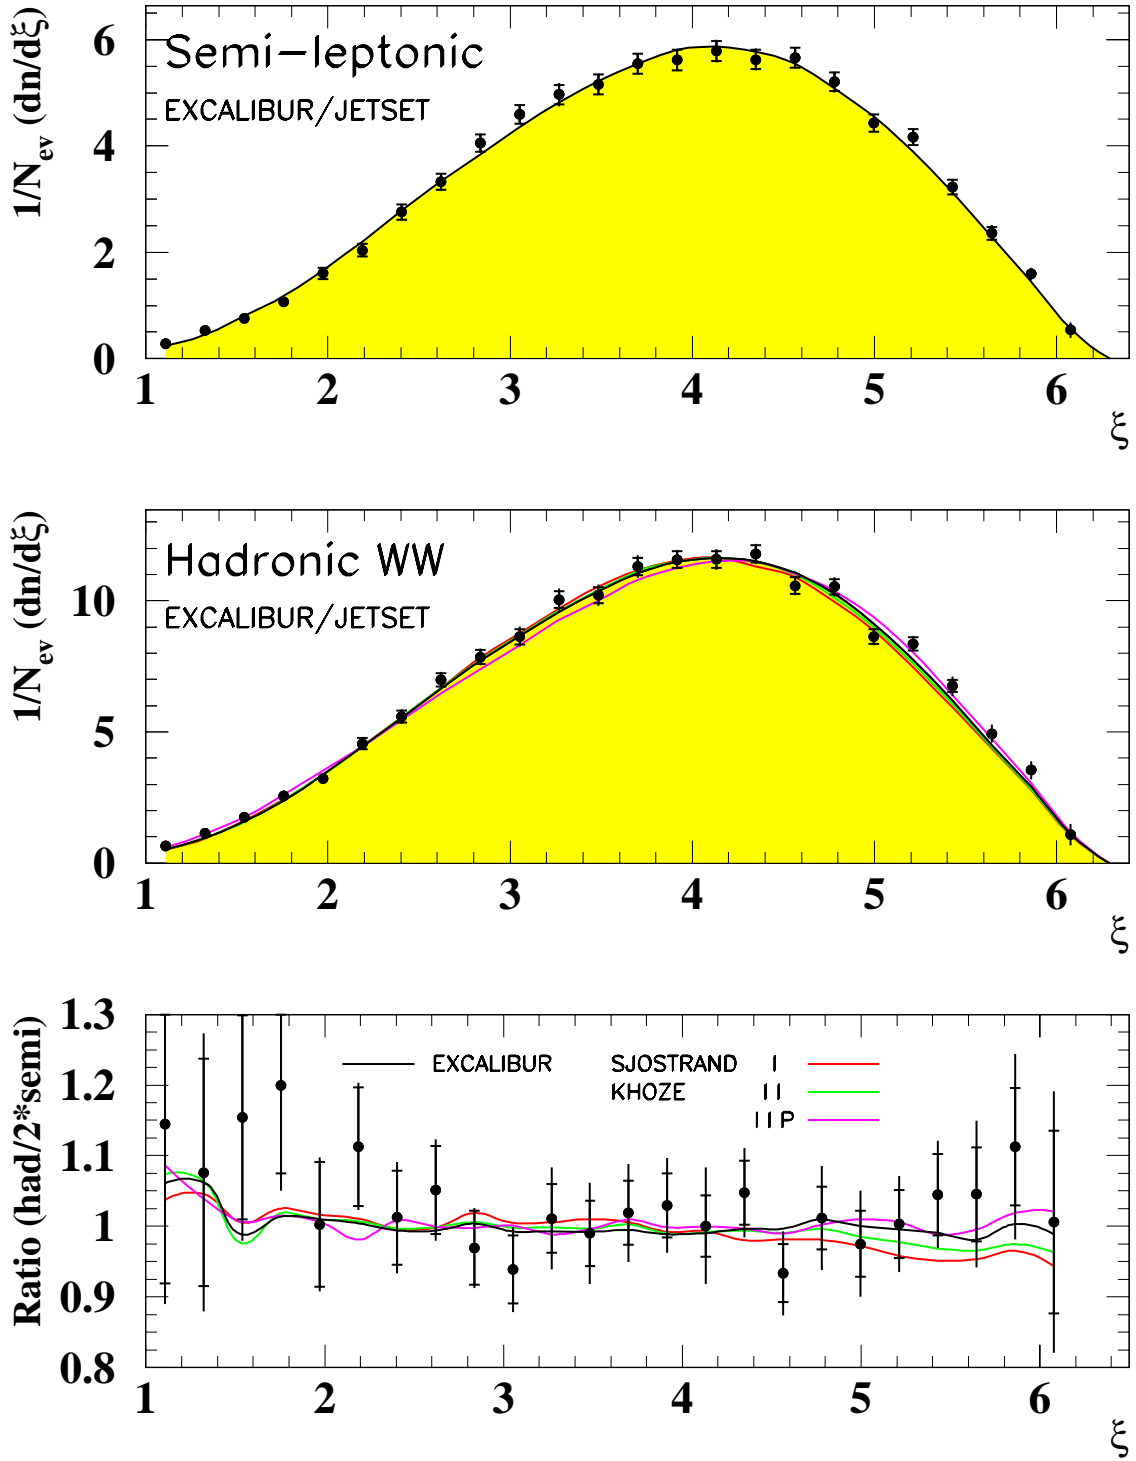 Semi-leptonic
EXCALIBUR/JETSET
1/N_ev (dn/dξ)
6
4
2
0
1 2 3 4 5 6
ξ
Hadronic WW
EXCALIBUR/JETSET
1/N_ev (dn/dξ)
10
5
0
1 2 3 4 5 6
ξ
Ratio (had/2*semi)
1.3
1.2
1.1
1
0.9
0.8
EXCALIBUR
SJOSTRAND I
KHOZE II
IIP
1 2 3 4 5 6
ξ